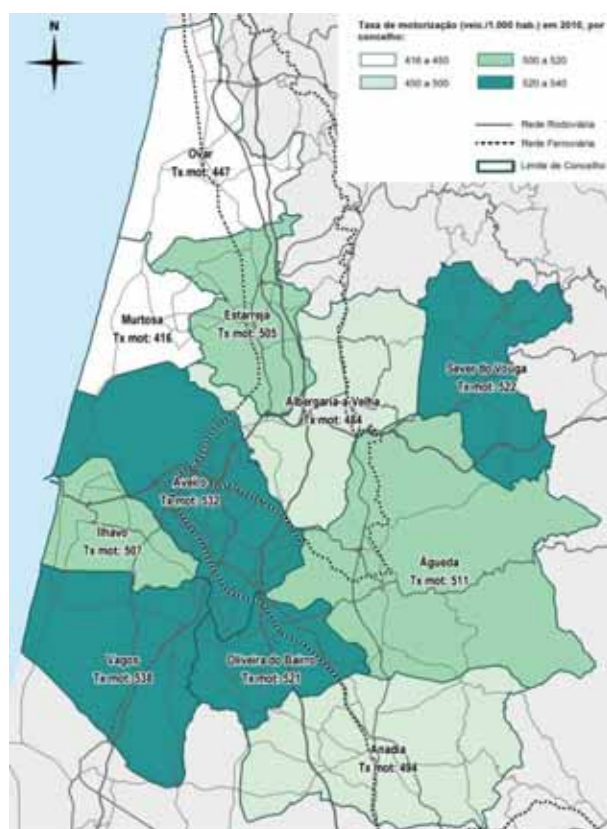 N
Taxa de motorização (veic./1.000 hab.) em 2010, por
concelho:
416 a 450
500 a 520
450 a 500
520 a 540
Rede Rodoviária
Rede Ferroviária
Limite de Concelho
Ovar
Tx mot: 447
Murtosa
Tx mot: 416
Estarreja
Tx mot: 505
Sever do Vouga
Tx mot: 522
Albergaria-a-Velha
Tx mot: 484
Aveiro
Tx mot: 532
Ílhavo
Tx mot: 507
Águeda
Tx mot: 511
Vagos
Tx mot: 538
Oliveira do Bairro
Tx mot: 521
Anadia
Tx mot: 494